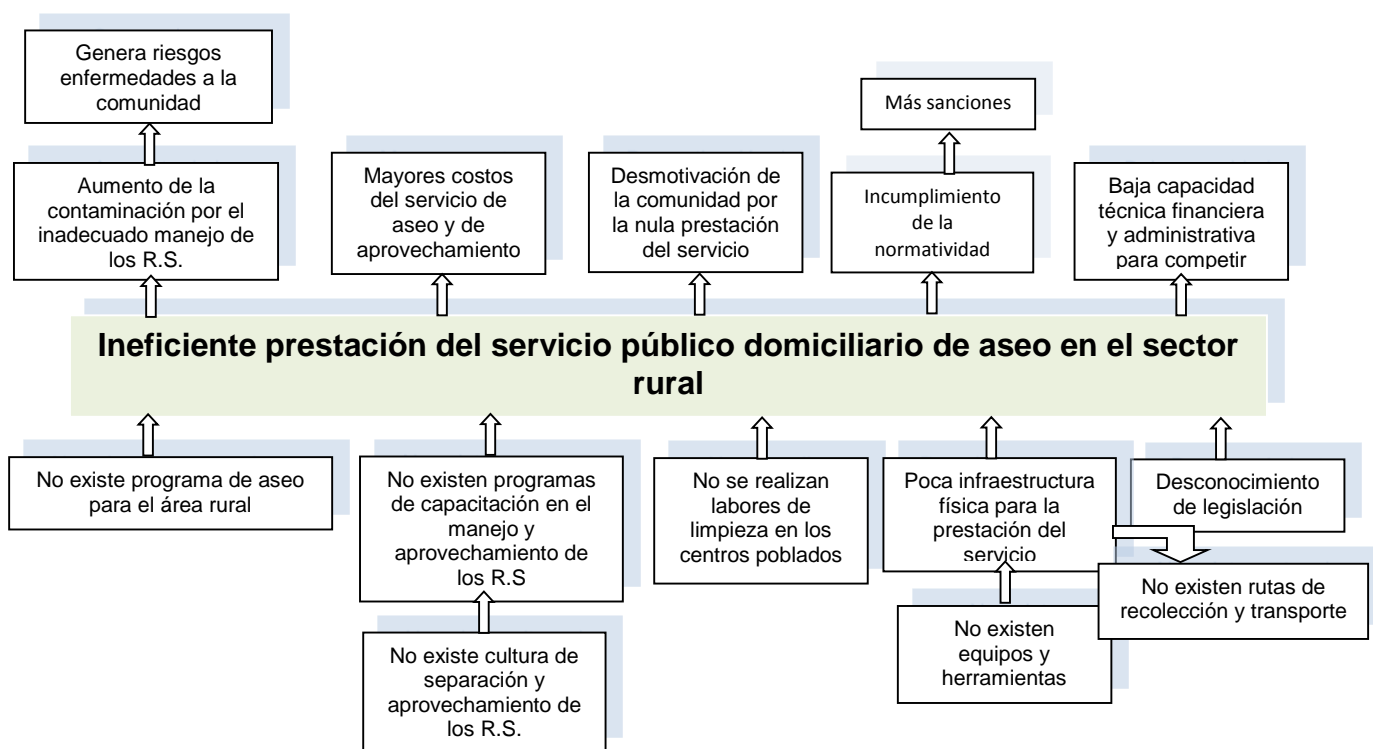 Genera riesgos
enfermedades a la
comunidad
Más sanciones
Aumento de la
contaminación por el
inadecuado manejo de
los R.S.
Mayores costos
del servicio de
aseo y de
aprovechamiento
Desmotivación de
la comunidad por
la nula prestación
del servicio
Incumplimiento
de la
normatividad
Baja capacidad
técnica financiera
y administrativa
para competir
Ineficiente prestación del servicio público domiciliario de aseo en el sector
rural
No existe programa de aseo
para el área rural
No existen programas
de capacitación en el
manejo y
aprovechamiento de
los R.S
No se realizan
labores de
limpieza en los
centros poblados
Poca infraestructura
física para la
prestación del
servicio
Desconocimiento
de legislación
No existen rutas de
recolección y transporte
No existe cultura de
separación y
aprovechamiento de
los R.S.
No existen
equipos y
herramientas